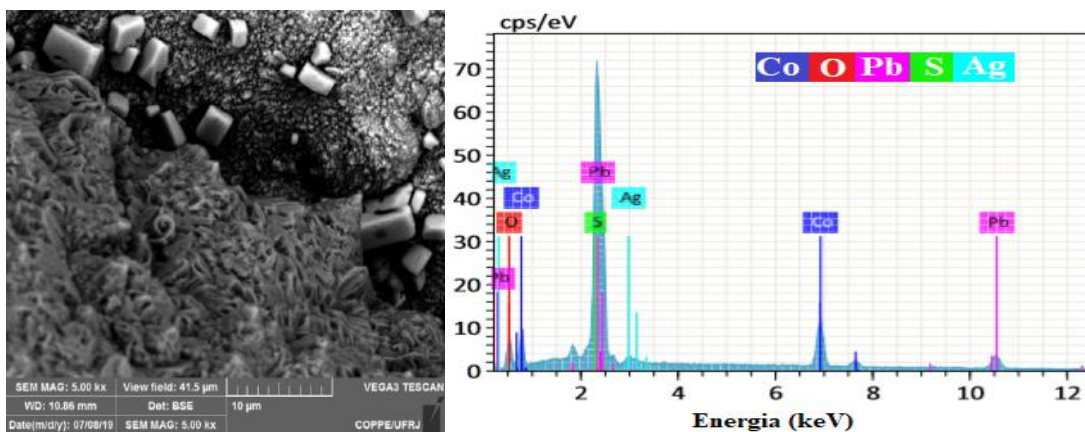 SEM MAG: 5.00 kx
View field: 41.5 µm
VEGA3 TESCAN
WD: 10.86 mm
Det: BSE
10 µm
Date(m/d/y): 07/08/19
SEM MAG: 5.00 kx
COPPE/UFRJ
cps/eV
Co O Pb S Ag
70
60
50
40
30
20
10
0
Ag
Pb
Co
Ag
O
S
Co
Pb
Pb
2 4 6 8 10 12
Energia (keV)